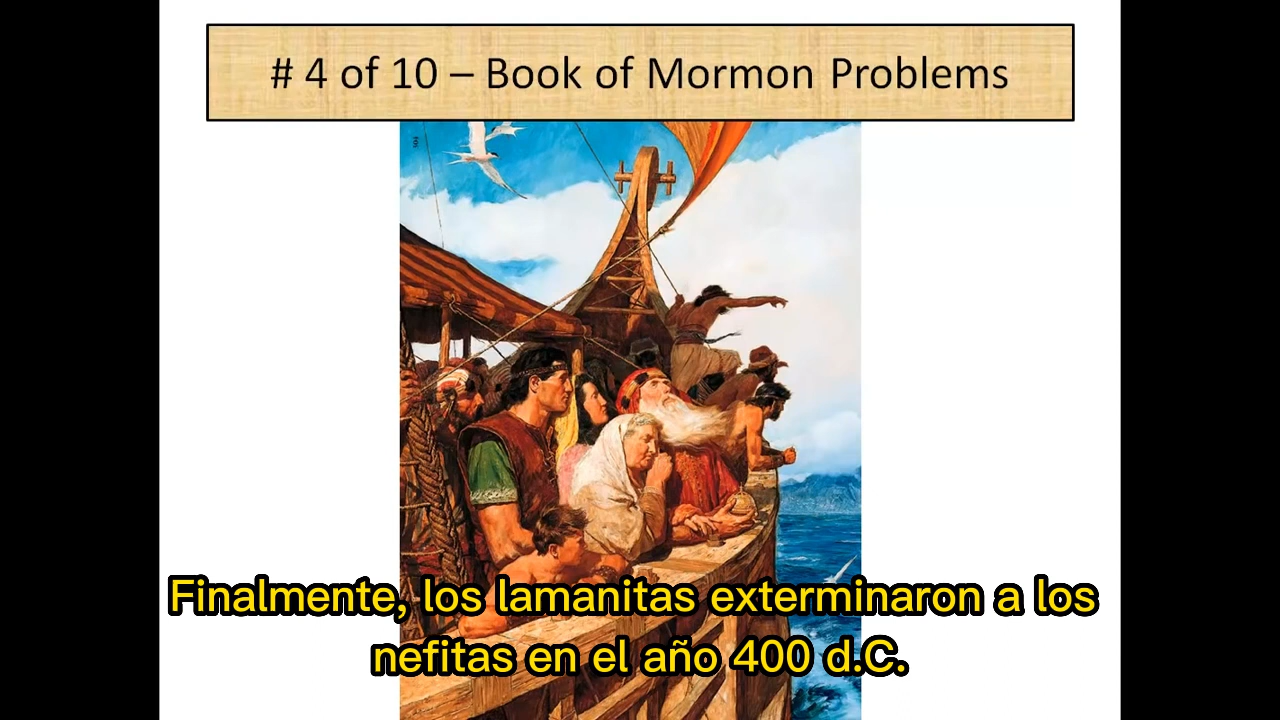 # 4 of 10 – Book of Mormon Problems
Finalmente, los lamanitas exterminaron a los
nefitas en el año 400 d.C.